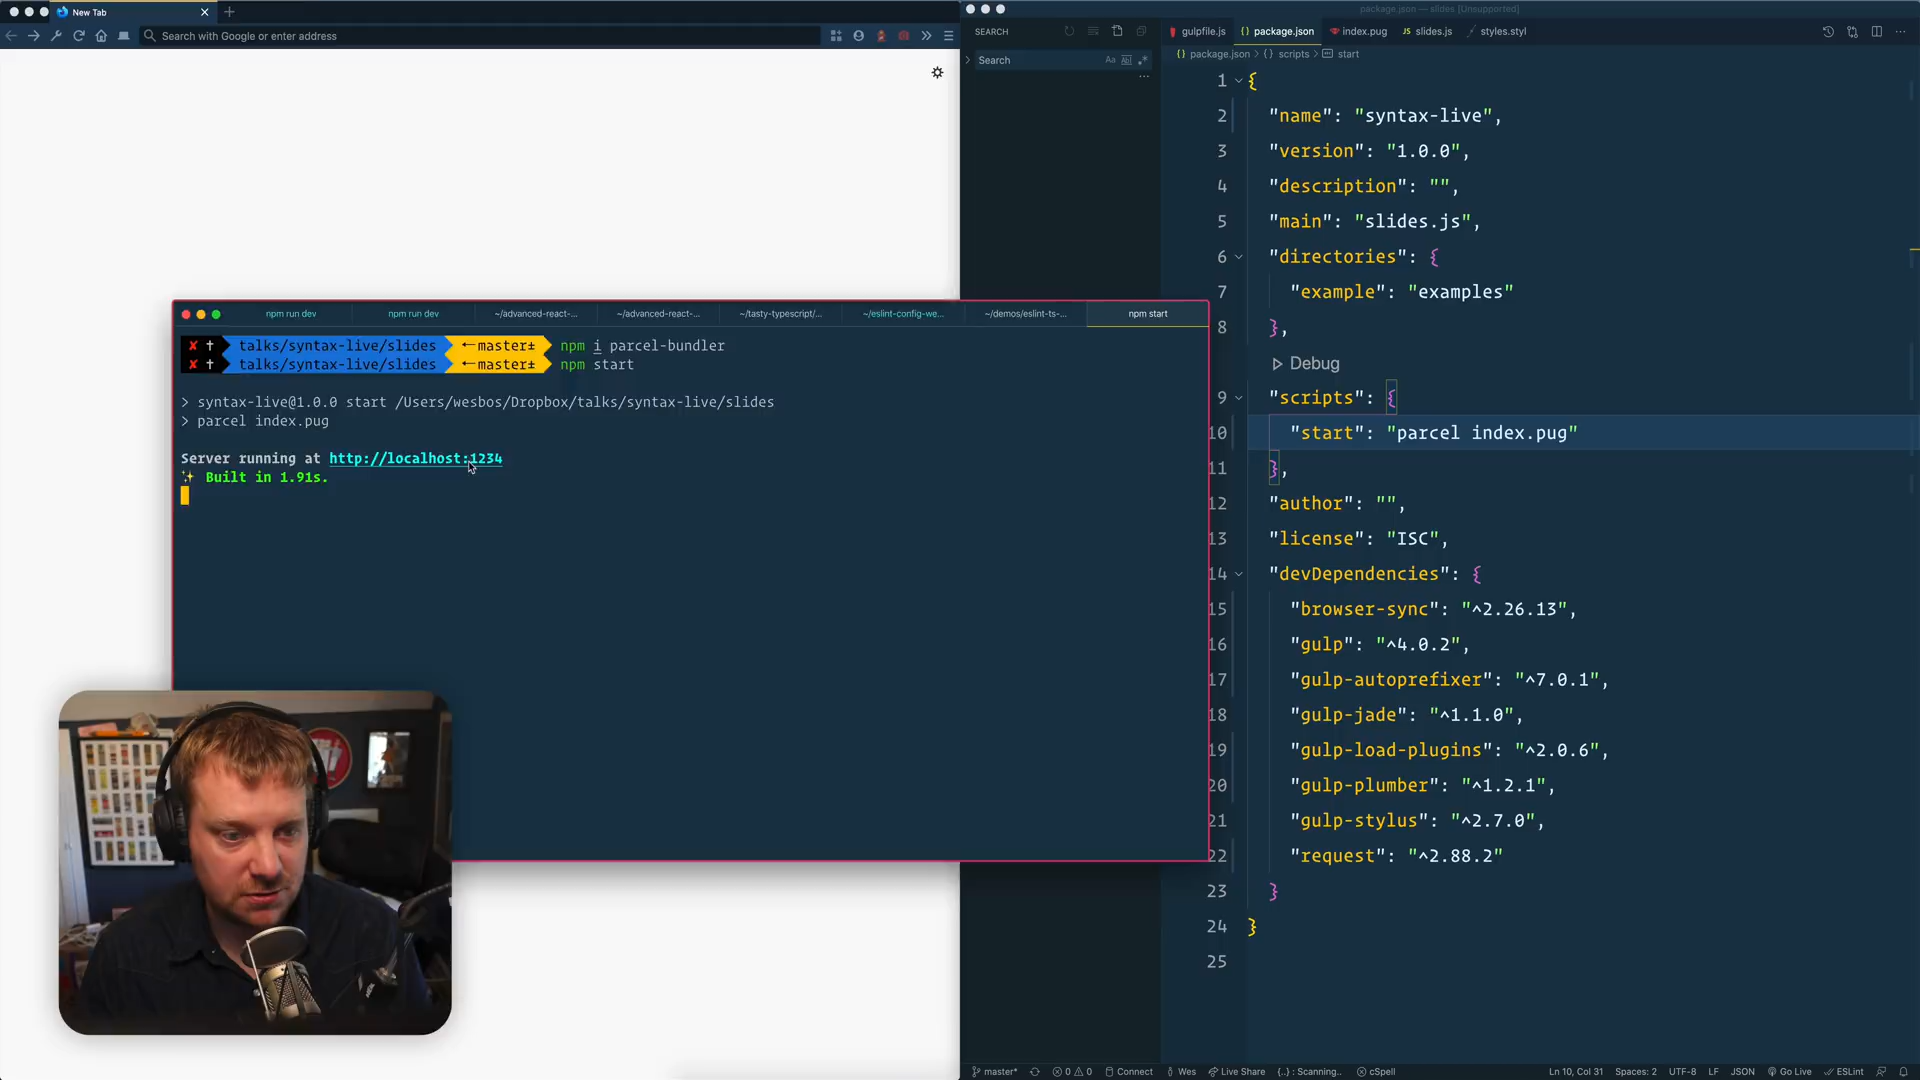 New Tab
Search with Google or enter address
package.json — slides [Unsupported]
SEARCH
Search
Aa
gulpfile.js
{} package.json
index.pug
JS slides.js
styles.styl
{} package.json > {} scripts > start
1 {
2 "name": "syntax-live",
3 "version": "1.0.0",
4 "description": "",
5 "main": "slides.js",
6 "directories": {
7 "example": "examples"
8 },
Debug
9 "scripts": {
10 "start": "parcel index.pug"
11 },
12 "author": "",
13 "license": "ISC",
14 "devDependencies": {
15 "browser-sync": "^2.26.13",
16 "gulp": "^4.0.2",
17 "gulp-autoprefixer": "^7.0.1",
18 "gulp-jade": "^1.1.0",
19 "gulp-load-plugins": "^2.0.6",
20 "gulp-plumber": "^1.2.1",
21 "gulp-stylus": "^2.7.0",
22 "request": "^2.88.2"
23 }
24 }
25
npm run dev
npm run dev
~/advanced-react-...
~/advanced-react-...
~/tasty-typescript/...
~/eslint-config-we...
~/demos/eslint-ts-...
npm start
✘ † talks/syntax-live/slides ←master± npm i parcel-bundler
✘ † talks/syntax-live/slides ←master± npm start
> syntax-live@1.0.0 start /Users/wesbos/Dropbox/talks/syntax-live/slides
> parcel index.pug
Server running at http://localhost:1234
✨ Built in 1.91s.
master*
0 0
Connect
Wes
Live Share
{..} : Scanning..
cSpell
Ln 10, Col 31
Spaces: 2
UTF-8
LF
JSON
Go Live
ESLint